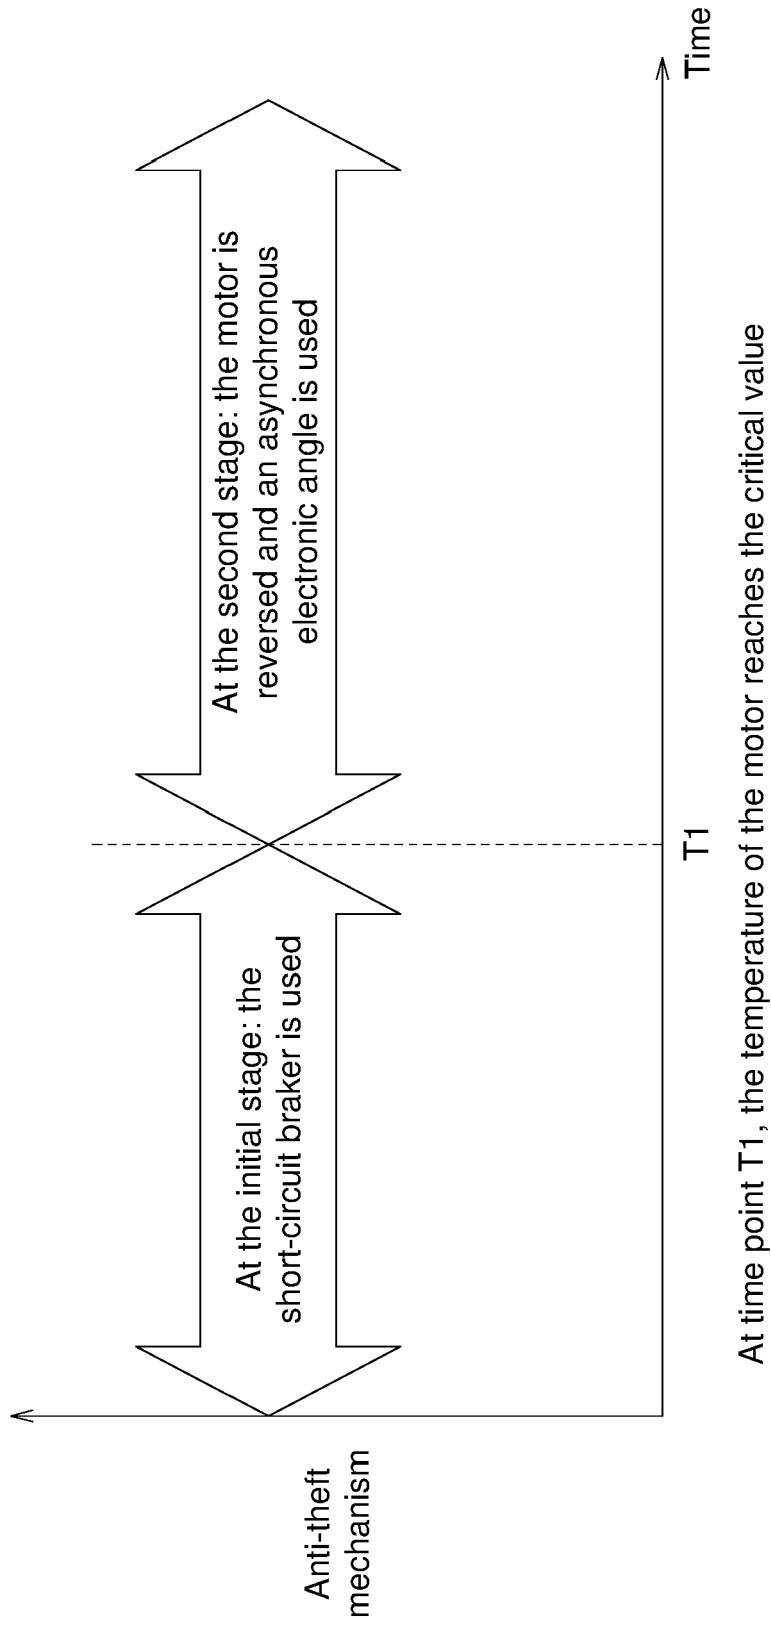 Anti-theft
mechanism
At the initial stage: the
short-circuit braker is used
At the second stage: the motor is
reversed and an asynchronous
electronic angle is used
T1
Time
At time point T1, the temperature of the motor reaches the critical value